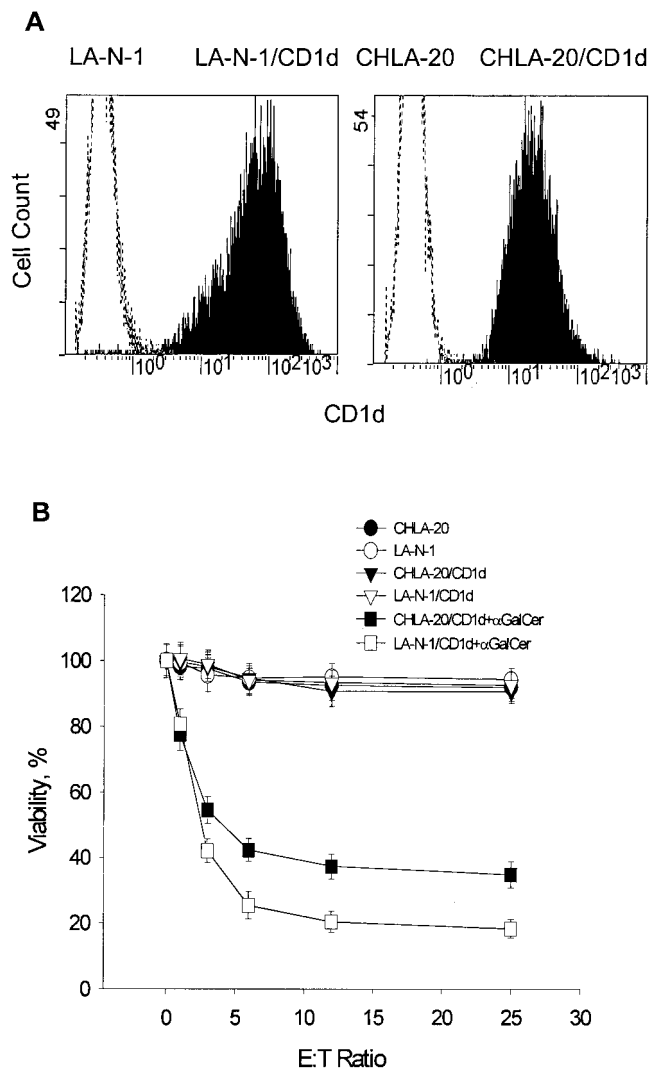 A
LA-N-1 LA-N-1/CD1d CHLA-20 CHLA-20/CD1d
49
54
Cell Count
10⁰ 10¹ 10² 10³
10⁰ 10¹ 10² 10³
CD1d
B
CHLA-20
LA-N-1
CHLA-20/CD1d
LA-N-1/CD1d
CHLA-20/CD1d+αGalCer
LA-N-1/CD1d+αGalCer
120
100
80
60
40
20
0
Viability, %
0 5 10 15 20 25 30
E:T Ratio